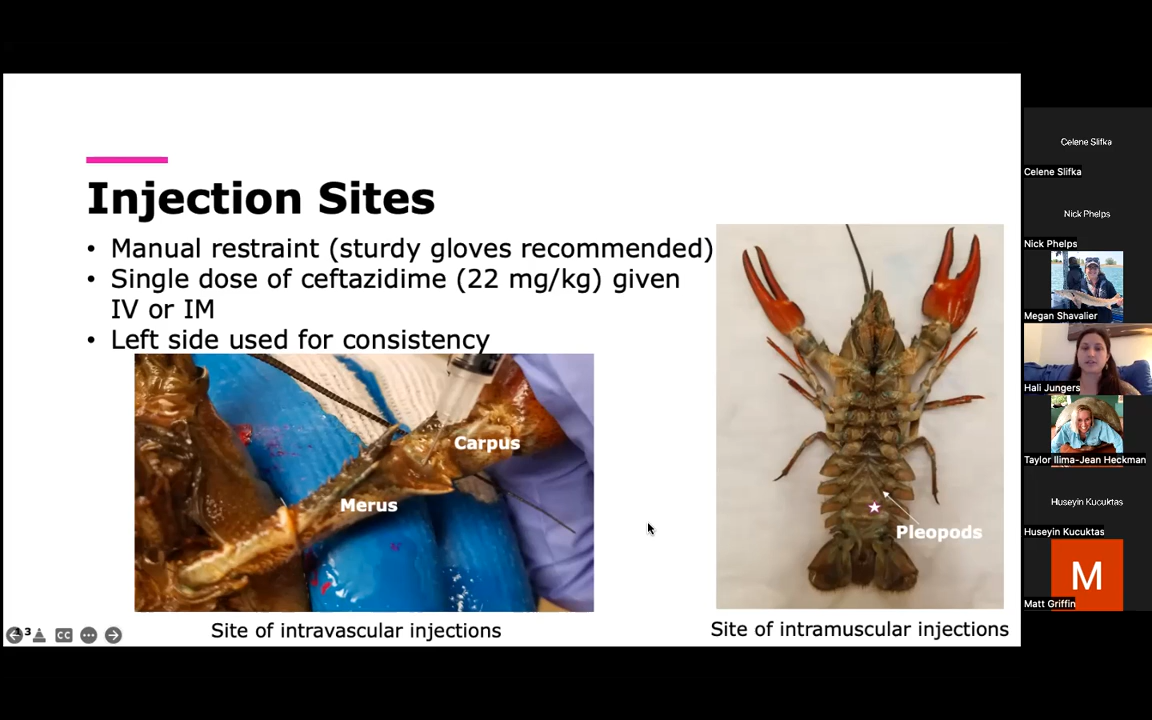 Injection Sites
• Manual restraint (sturdy gloves recommended)
• Single dose of ceftazidime (22 mg/kg) given
IV or IM
• Left side used for consistency
Carpus
Merus
Pleopods
Site of intravascular injections
Site of intramuscular injections
13
CC
Celene Slifka
Celene Slifka
Nick Phelps
Nick Phelps
Megan Shavalier
Hali Jungers
Taylor Ilima-Jean Heckman
Huseyin Kucuktas
Huseyin Kucuktas
M
Matt Griffin